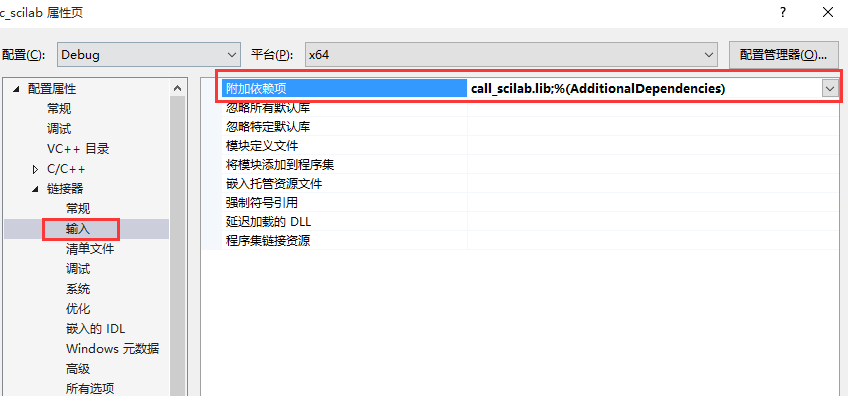 c_scilab 属性页
配置(C): Debug 平台(P): x64 配置管理器(O)...
配置属性
常规
调试
VC++ 目录
C/C++
链接器
常规
输入
清单文件
调试
系统
优化
嵌入的 IDL
Windows 元数据
高级
所有选项
附加依赖项 call_scilab.lib;%(AdditionalDependencies)
忽略所有默认库
忽略特定默认库
模块定义文件
将模块添加到程序集
嵌入托管资源文件
强制符号引用
延迟加载的 DLL
程序集链接资源